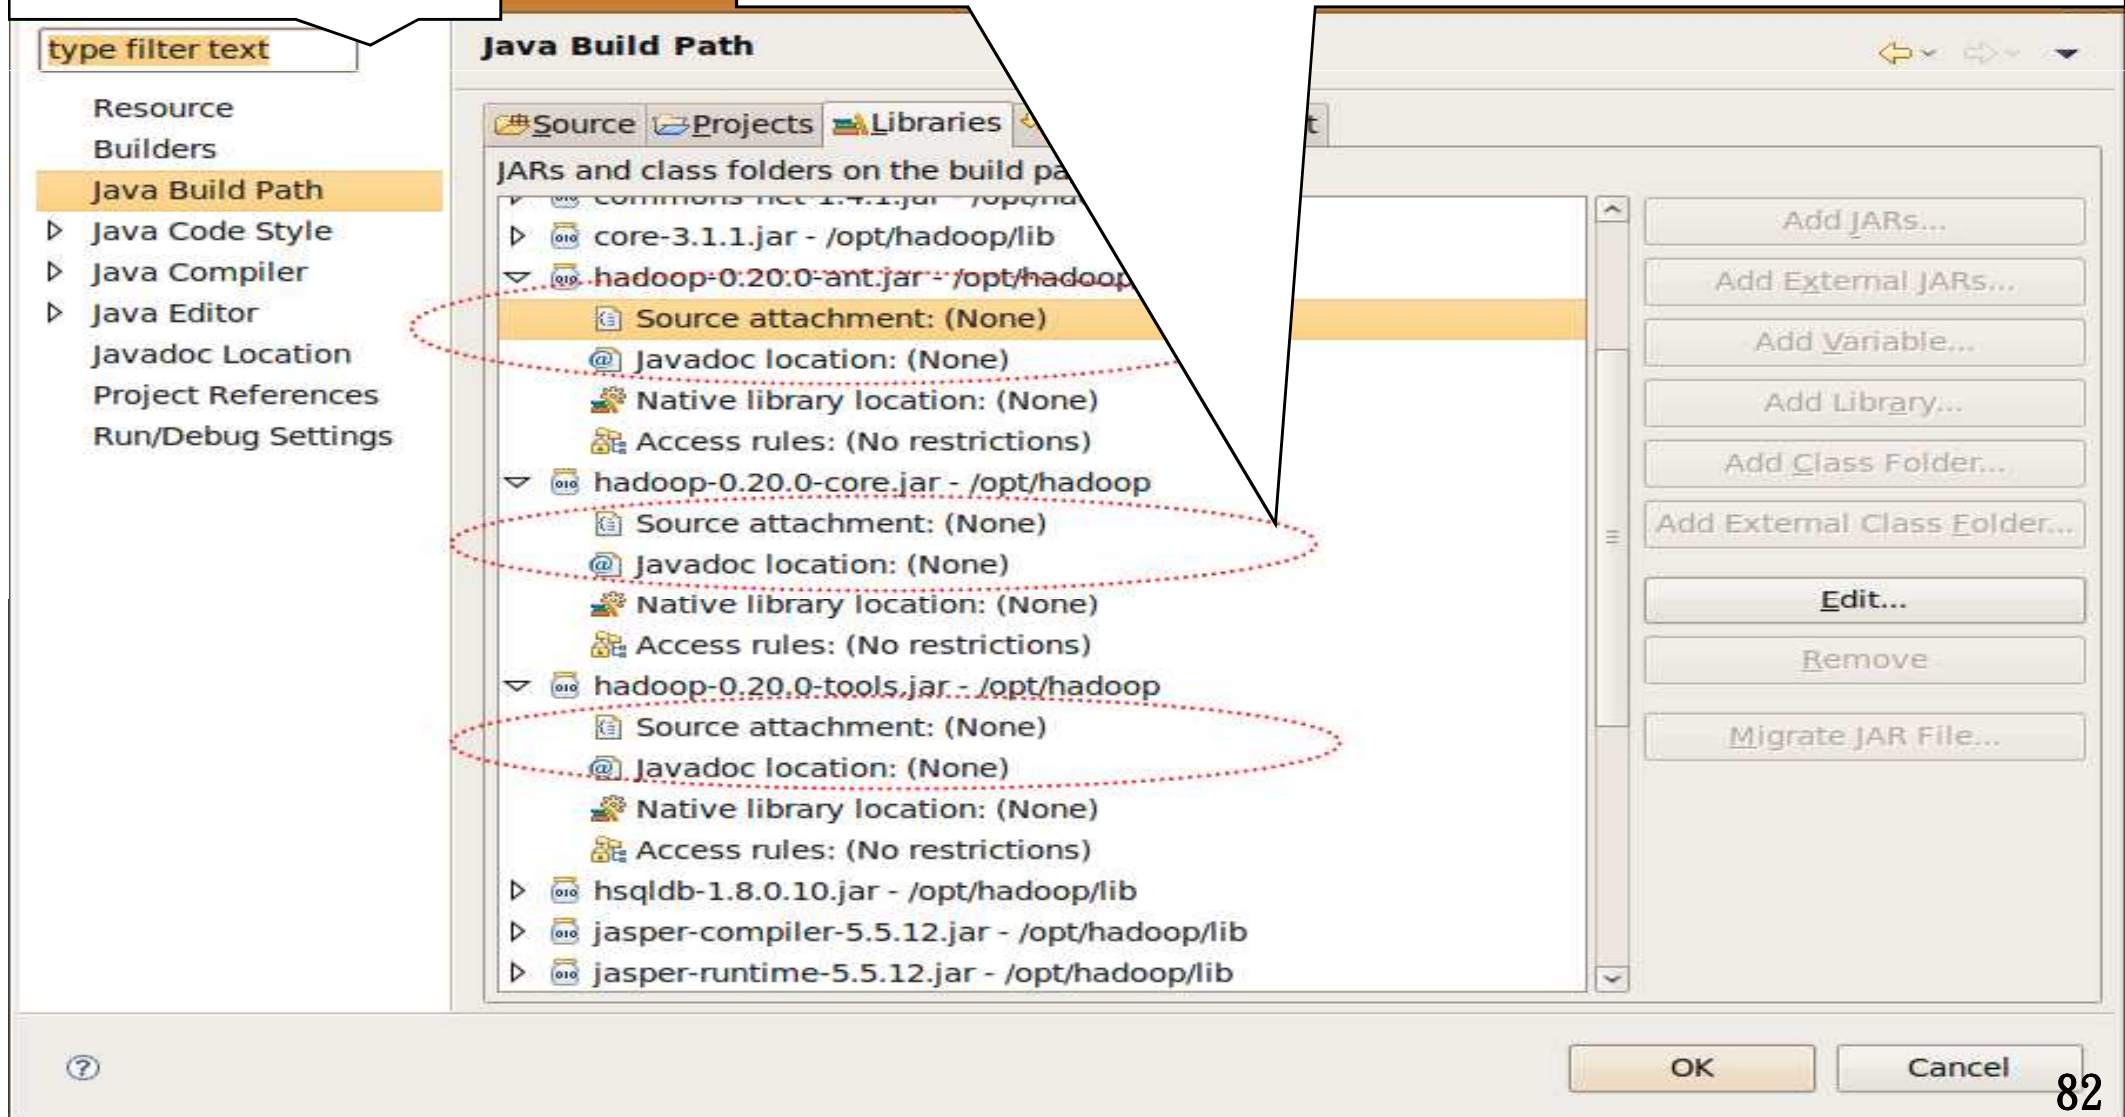 type filter text
Resource
Builders
Java Build Path
Java Code Style
Java Compiler
Java Editor
Javadoc Location
Project References
Run/Debug Settings
Java Build Path
Source Projects Libraries
JARs and class folders on the build
commons-net-1.4.1.jar -
core-3.1.1.jar - /opt/hadoop/lib
hadoop-0.20.0-ant.jar - /opt/hadoop
Source attachment: (None)
Javadoc location: (None)
Native library location: (None)
Access rules: (No restrictions)
hadoop-0.20.0-core.jar - /opt/hadoop
Source attachment: (None)
Javadoc location: (None)
Native library location: (None)
Access rules: (No restrictions)
hadoop-0.20.0-tools.jar - /opt/hadoop
Source attachment: (None)
Javadoc location: (None)
Native library location: (None)
Access rules: (No restrictions)
hsqldb-1.8.0.10.jar - /opt/hadoop/lib
jasper-compiler-5.5.12.jar - /opt/hadoop/lib
jasper-runtime-5.5.12.jar - /opt/hadoop/lib
Add JARs...
Add External JARs...
Add Variable...
Add Library...
Add Class Folder...
Add External Class Folder...
Edit...
Remove
Migrate JAR File...
OK
Cancel
82